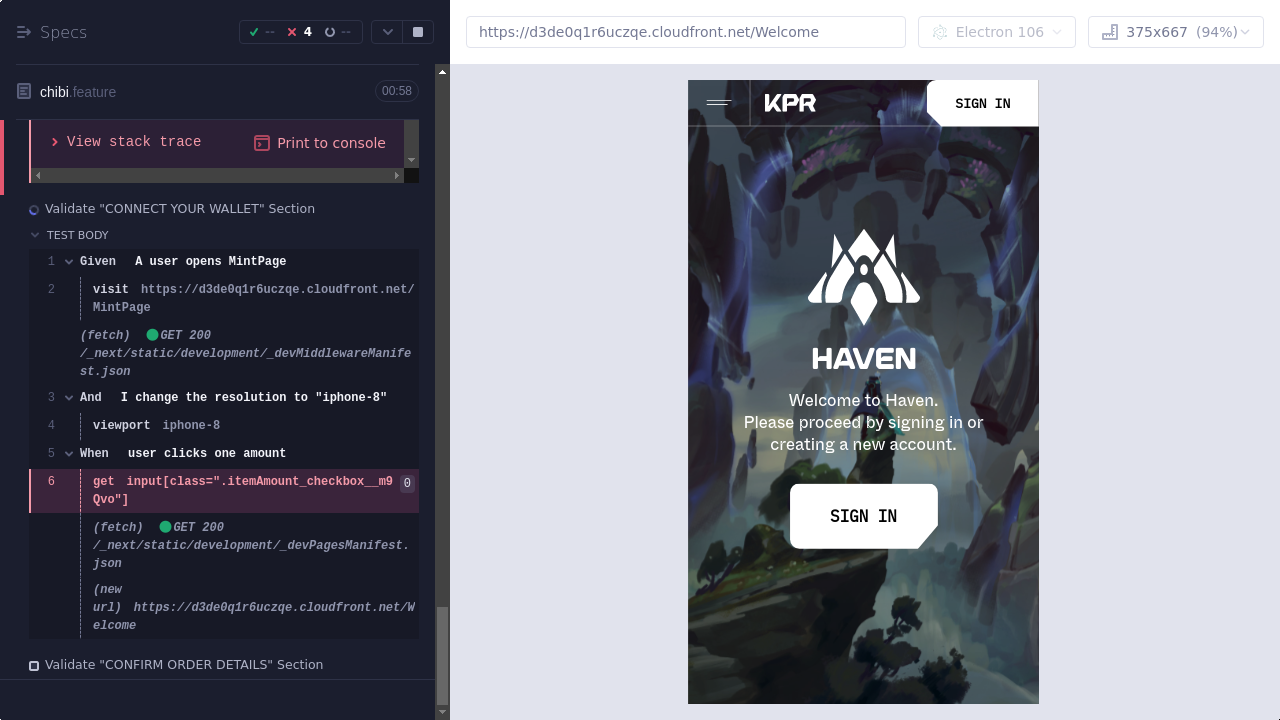 Specs
-- 4 --
chibi.feature 00:58
View stack trace Print to console
Validate "CONNECT YOUR WALLET" Section
TEST BODY
1 Given A user opens MintPage
2 visit https://d3de0q1r6uczqe.cloudfront.net/
MintPage
(fetch) GET 200
/_next/static/development/_devMiddlewareManife
st.json
3 And I change the resolution to "iphone-8"
4 viewport iphone-8
5 When user clicks one amount
6 get input[class=".itemAmount_checkbox__m9 0
Qvo"]
(fetch) GET 200
/_next/static/development/_devPagesManifest.
json
(new
url) https://d3de0q1r6uczqe.cloudfront.net/W
elcome
Validate "CONFIRM ORDER DETAILS" Section
https://d3de0q1r6uczqe.cloudfront.net/Welcome
Electron 106
375x667 (94%)
KPR
SIGN IN
HAVEN
Welcome to Haven.
Please proceed by signing in or
creating a new account.
SIGN IN